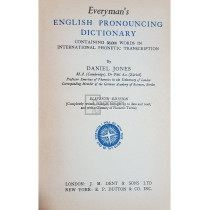 Everyman's
ENGLISH PRONOUNCING
DICTIONARY
CONTAINING WORDS IN
INTERNATIONAL PHONETIC TRANSCRIPTION
By
DANIEL JONES
M.A. (Cambridge), Dr. Phil. h.c. (Zürich)
Professor Emeritus of Phonetics in the University of London
Corresponding Member of the German Academy of Sciences, Berlin
ELEVENTH EDITION
LONDON: J. M. DENT & SONS LTD
NEW YORK: E. P. DUTTON & CO. INC.